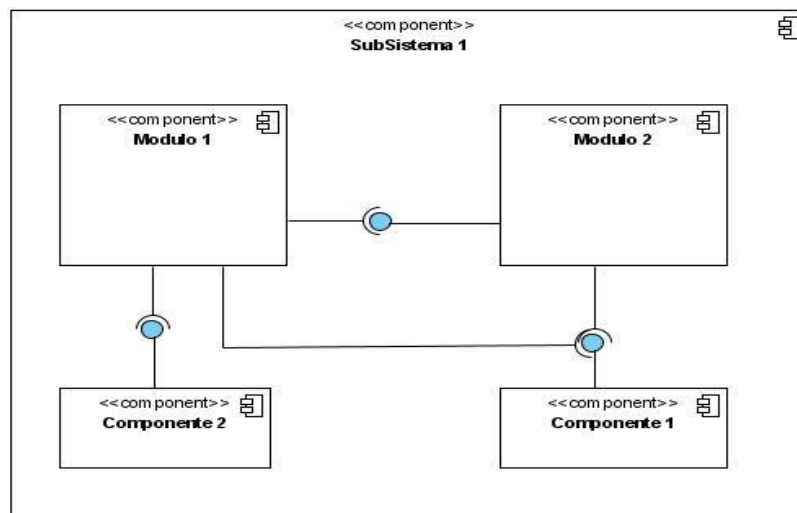 <<component>>
SubSistema 1
<<component>>
Modulo 1
<<component>>
Modulo 2
<<component>>
Componente 2
<<component>>
Componente 1